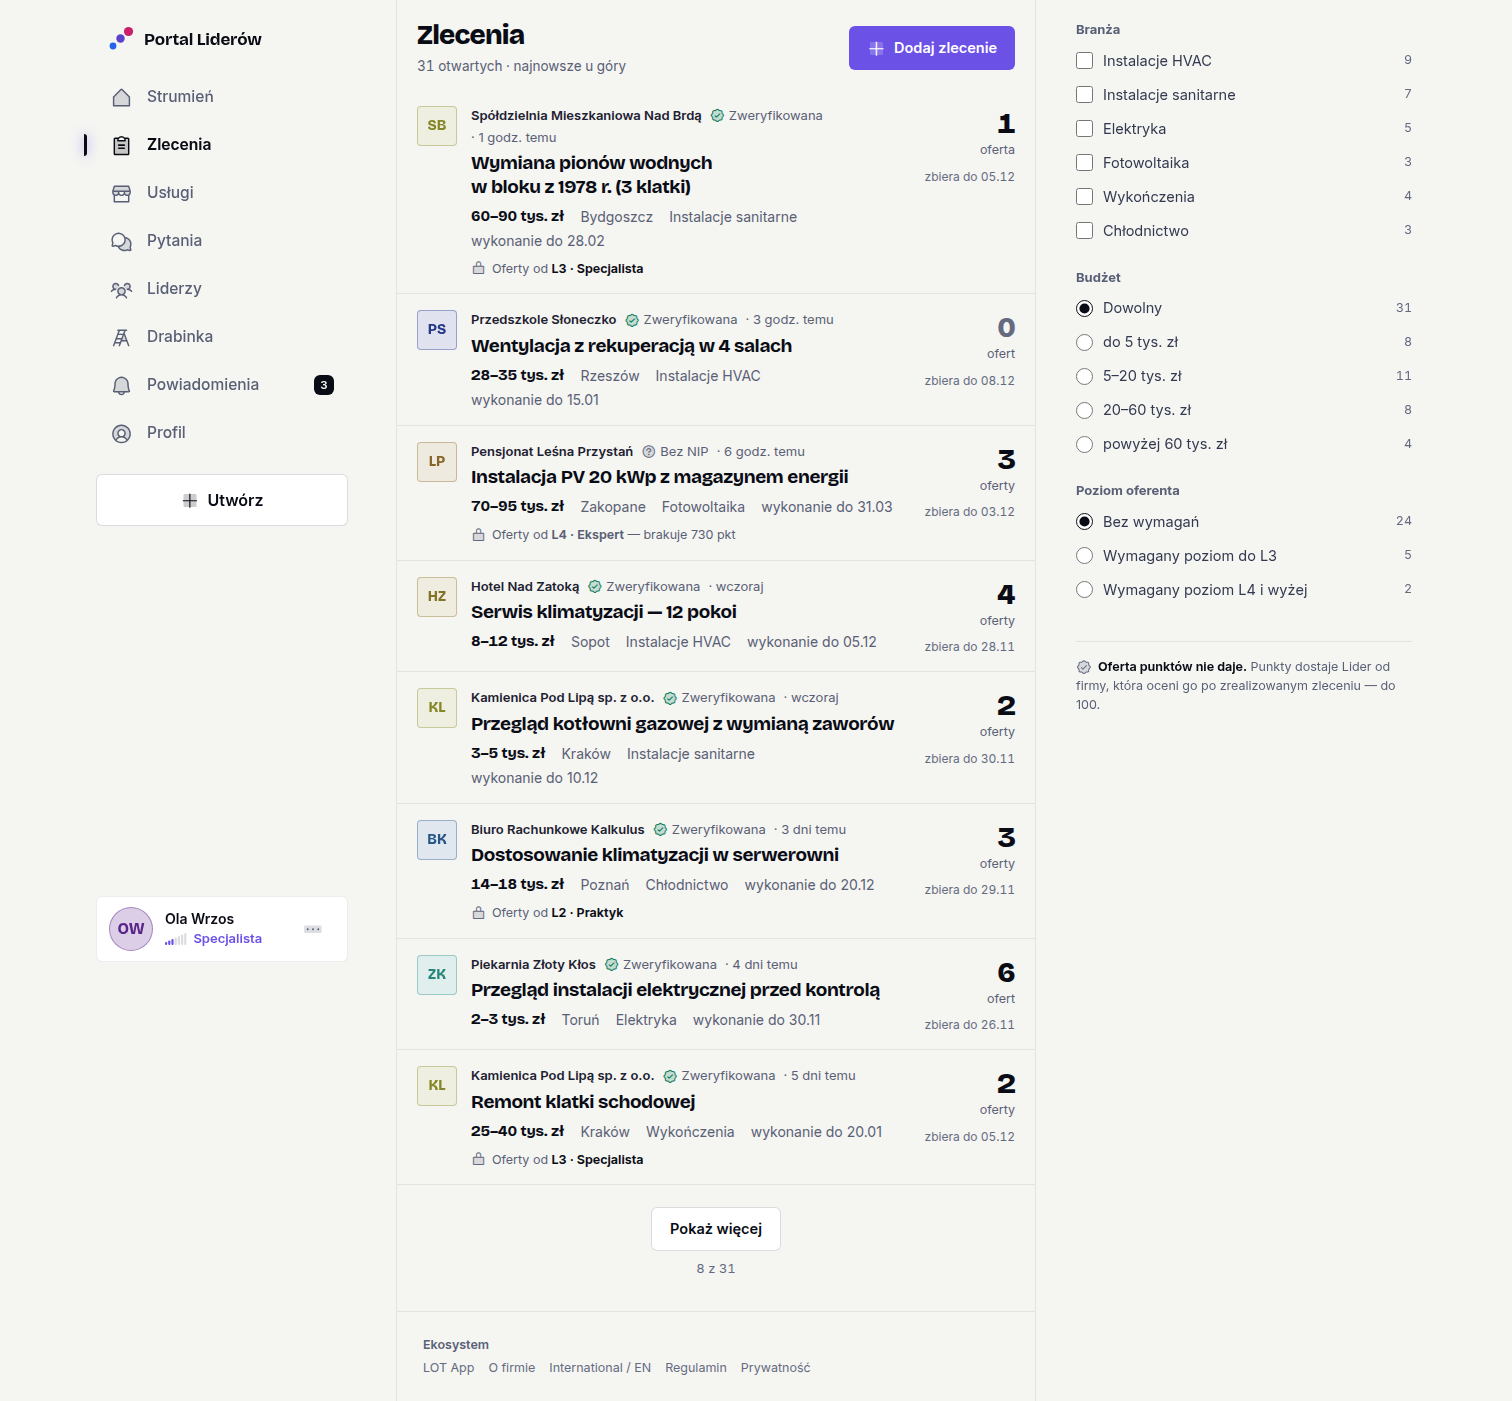 Portal Liderów
Strumień
Zlecenia
Usługi
Pytania
Liderzy
Drabinka
Powiadomienia 3
Profil
Utwórz
OW Ola Wrzos
Specjalista
Zlecenia
31 otwartych · najnowsze u góry
Dodaj zlecenie
SB Spółdzielnia Mieszkaniowa Nad Brdą Zweryfikowana
· 1 godz. temu
Wymiana pionów wodnych
w bloku z 1978 r. (3 klatki)
60–90 tys. zł Bydgoszcz Instalacje sanitarne
wykonanie do 28.02
Oferty od L3 · Specjalista
1
oferta
zbiera do 05.12
PS Przedszkole Słoneczko Zweryfikowana · 3 godz. temu
Wentylacja z rekuperacją w 4 salach
28–35 tys. zł Rzeszów Instalacje HVAC
wykonanie do 15.01
0
ofert
zbiera do 08.12
LP Pensjonat Leśna Przystań Bez NIP · 6 godz. temu
Instalacja PV 20 kWp z magazynem energii
70–95 tys. zł Zakopane Fotowoltaika wykonanie do 31.03
Oferty od L4 · Ekspert — brakuje 730 pkt
3
oferty
zbiera do 03.12
HZ Hotel Nad Zatoką Zweryfikowana · wczoraj
Serwis klimatyzacji — 12 pokoi
8–12 tys. zł Sopot Instalacje HVAC wykonanie do 05.12
4
oferty
zbiera do 28.11
KL Kamienica Pod Lipą sp. z o.o. Zweryfikowana · wczoraj
Przegląd kotłowni gazowej z wymianą zaworów
3–5 tys. zł Kraków Instalacje sanitarne
wykonanie do 10.12
2
oferty
zbiera do 30.11
BK Biuro Rachunkowe Kalkulus Zweryfikowana · 3 dni temu
Dostosowanie klimatyzacji w serwerowni
14–18 tys. zł Poznań Chłodnictwo wykonanie do 20.12
Oferty od L2 · Praktyk
3
oferty
zbiera do 29.11
ZK Piekarnia Złoty Kłos Zweryfikowana · 4 dni temu
Przegląd instalacji elektrycznej przed kontrolą
2–3 tys. zł Toruń Elektryka wykonanie do 30.11
6
ofert
zbiera do 26.11
KL Kamienica Pod Lipą sp. z o.o. Zweryfikowana · 5 dni temu
Remont klatki schodowej
25–40 tys. zł Kraków Wykończenia wykonanie do 20.01
Oferty od L3 · Specjalista
2
oferty
zbiera do 05.12
Pokaż więcej
8 z 31
Ekosystem
LOT App O firmie International / EN Regulamin Prywatność
Branża
Instalacje HVAC 9
Instalacje sanitarne 7
Elektryka 5
Fotowoltaika 3
Wykończenia 4
Chłodnictwo 3
Budżet
Dowolny 31
do 5 tys. zł 8
5–20 tys. zł 11
20–60 tys. zł 8
powyżej 60 tys. zł 4
Poziom oferenta
Bez wymagań 24
Wymagany poziom do L3 5
Wymagany poziom L4 i wyżej 2
Oferta punktów nie daje. Punkty dostaje Lider od
firmy, która oceni go po zrealizowanym zleceniu — do
100.